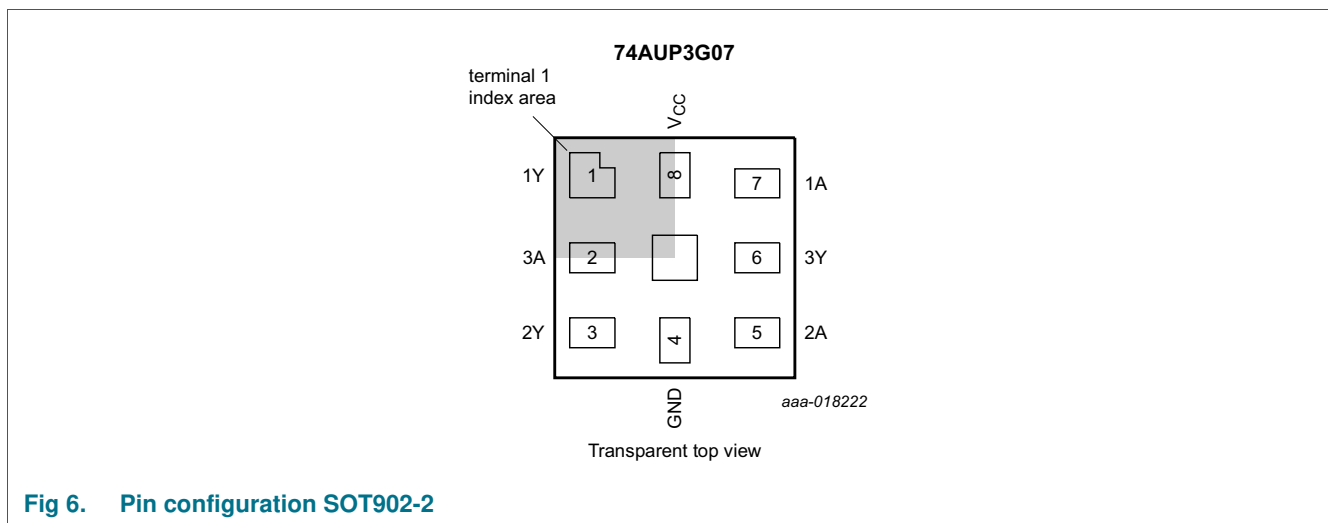 74AUP3G07
terminal 1
index area
VCC
1Y 1 8 7 1A
3A 2 6 3Y
2Y 3 4 5 2A
GND
aaa-018222
Transparent top view
Fig 6. Pin configuration SOT902-2